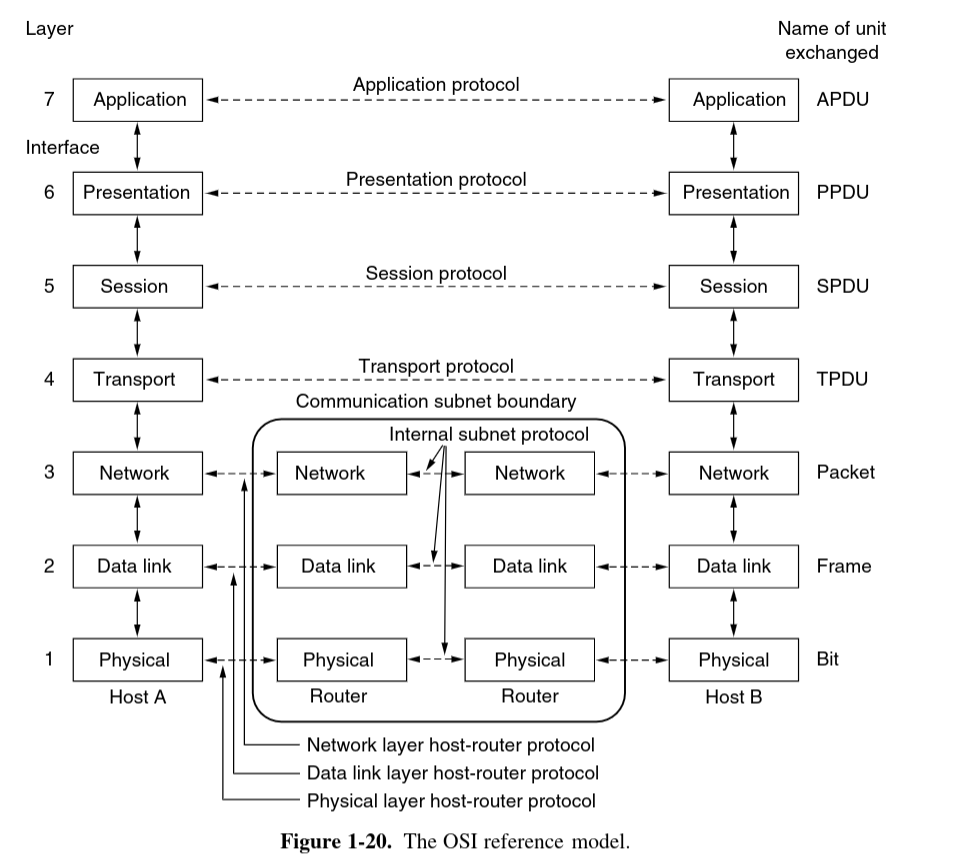 Layer
Name of unit
exchanged
7 Application Application protocol Application APDU
Interface
6 Presentation Presentation protocol Presentation PPDU
5 Session Session protocol Session SPDU
4 Transport Transport protocol Transport TPDU
Communication subnet boundary
Internal subnet protocol
3 Network Network Network Network Packet
2 Data link Data link Data link Data link Frame
1 Physical Physical Physical Physical Bit
Host A Router Router Host B
Network layer host-router protocol
Data link layer host-router protocol
Physical layer host-router protocol
Figure 1-20. The OSI reference model.